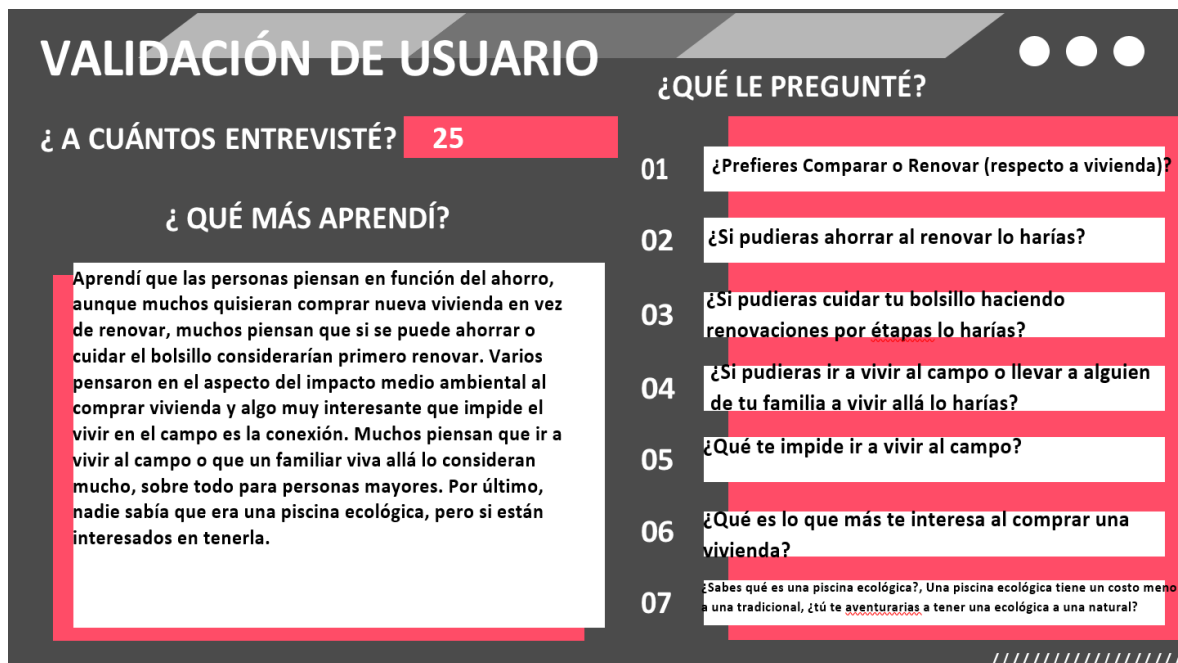 VALIDACIÓN DE USUARIO
¿ A CUÁNTOS ENTREVISTÉ? 25
¿ QUÉ MÁS APRENDÍ?
Aprendí que las personas piensan en función del ahorro,
aunque muchos quisieran comprar nueva vivienda en vez
de renovar, muchos piensan que si se puede ahorrar o
cuidar el bolsillo considerarían primero renovar. Varios
pensaron en el aspecto del impacto medio ambiental al
comprar vivienda y algo muy interesante que impide el
vivir en el campo es la conexión. Muchos piensan que ir a
vivir al campo o que un familiar viva allá lo consideran
mucho, sobre todo para personas mayores. Por último,
nadie sabía que era una piscina ecológica, pero si están
interesados en tenerla.
¿QUÉ LE PREGUNTÉ?
01 ¿Prefieres Comparar o Renovar (respecto a vivienda)?
02 ¿Si pudieras ahorrar al renovar lo harías?
03 ¿Si pudieras cuidar tu bolsillo haciendo
renovaciones por étapas lo harías?
04 ¿Si pudieras ir a vivir al campo o llevar a alguien
de tu familia a vivir allá lo harías?
05 ¿Qué te impide ir a vivir al campo?
06 ¿Qué es lo que más te interesa al comprar una
vivienda?
07 ¿Sabes qué es una piscina ecológica?, Una piscina ecológica tiene un costo meno
a una tradicional, ¿tú te aventurarias a tener una ecológica a una natural?